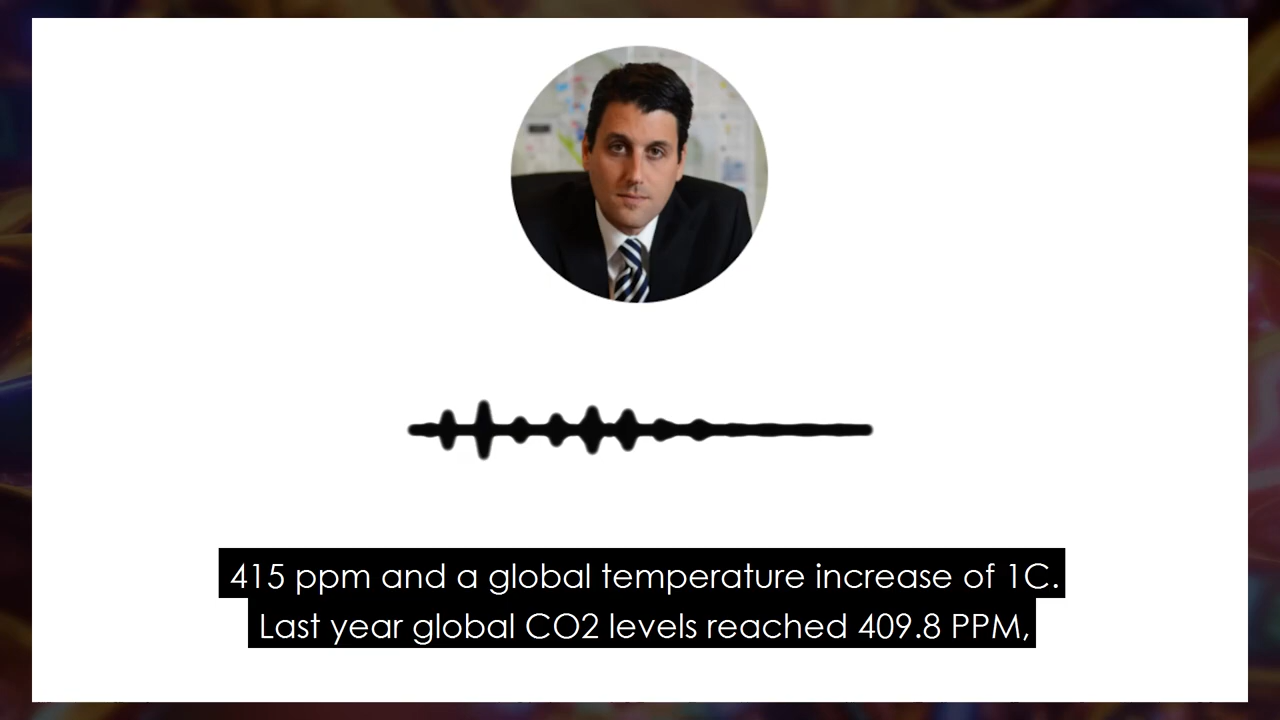 415 ppm and a global temperature increase of 1C.
Last year global CO2 levels reached 409.8 PPM,